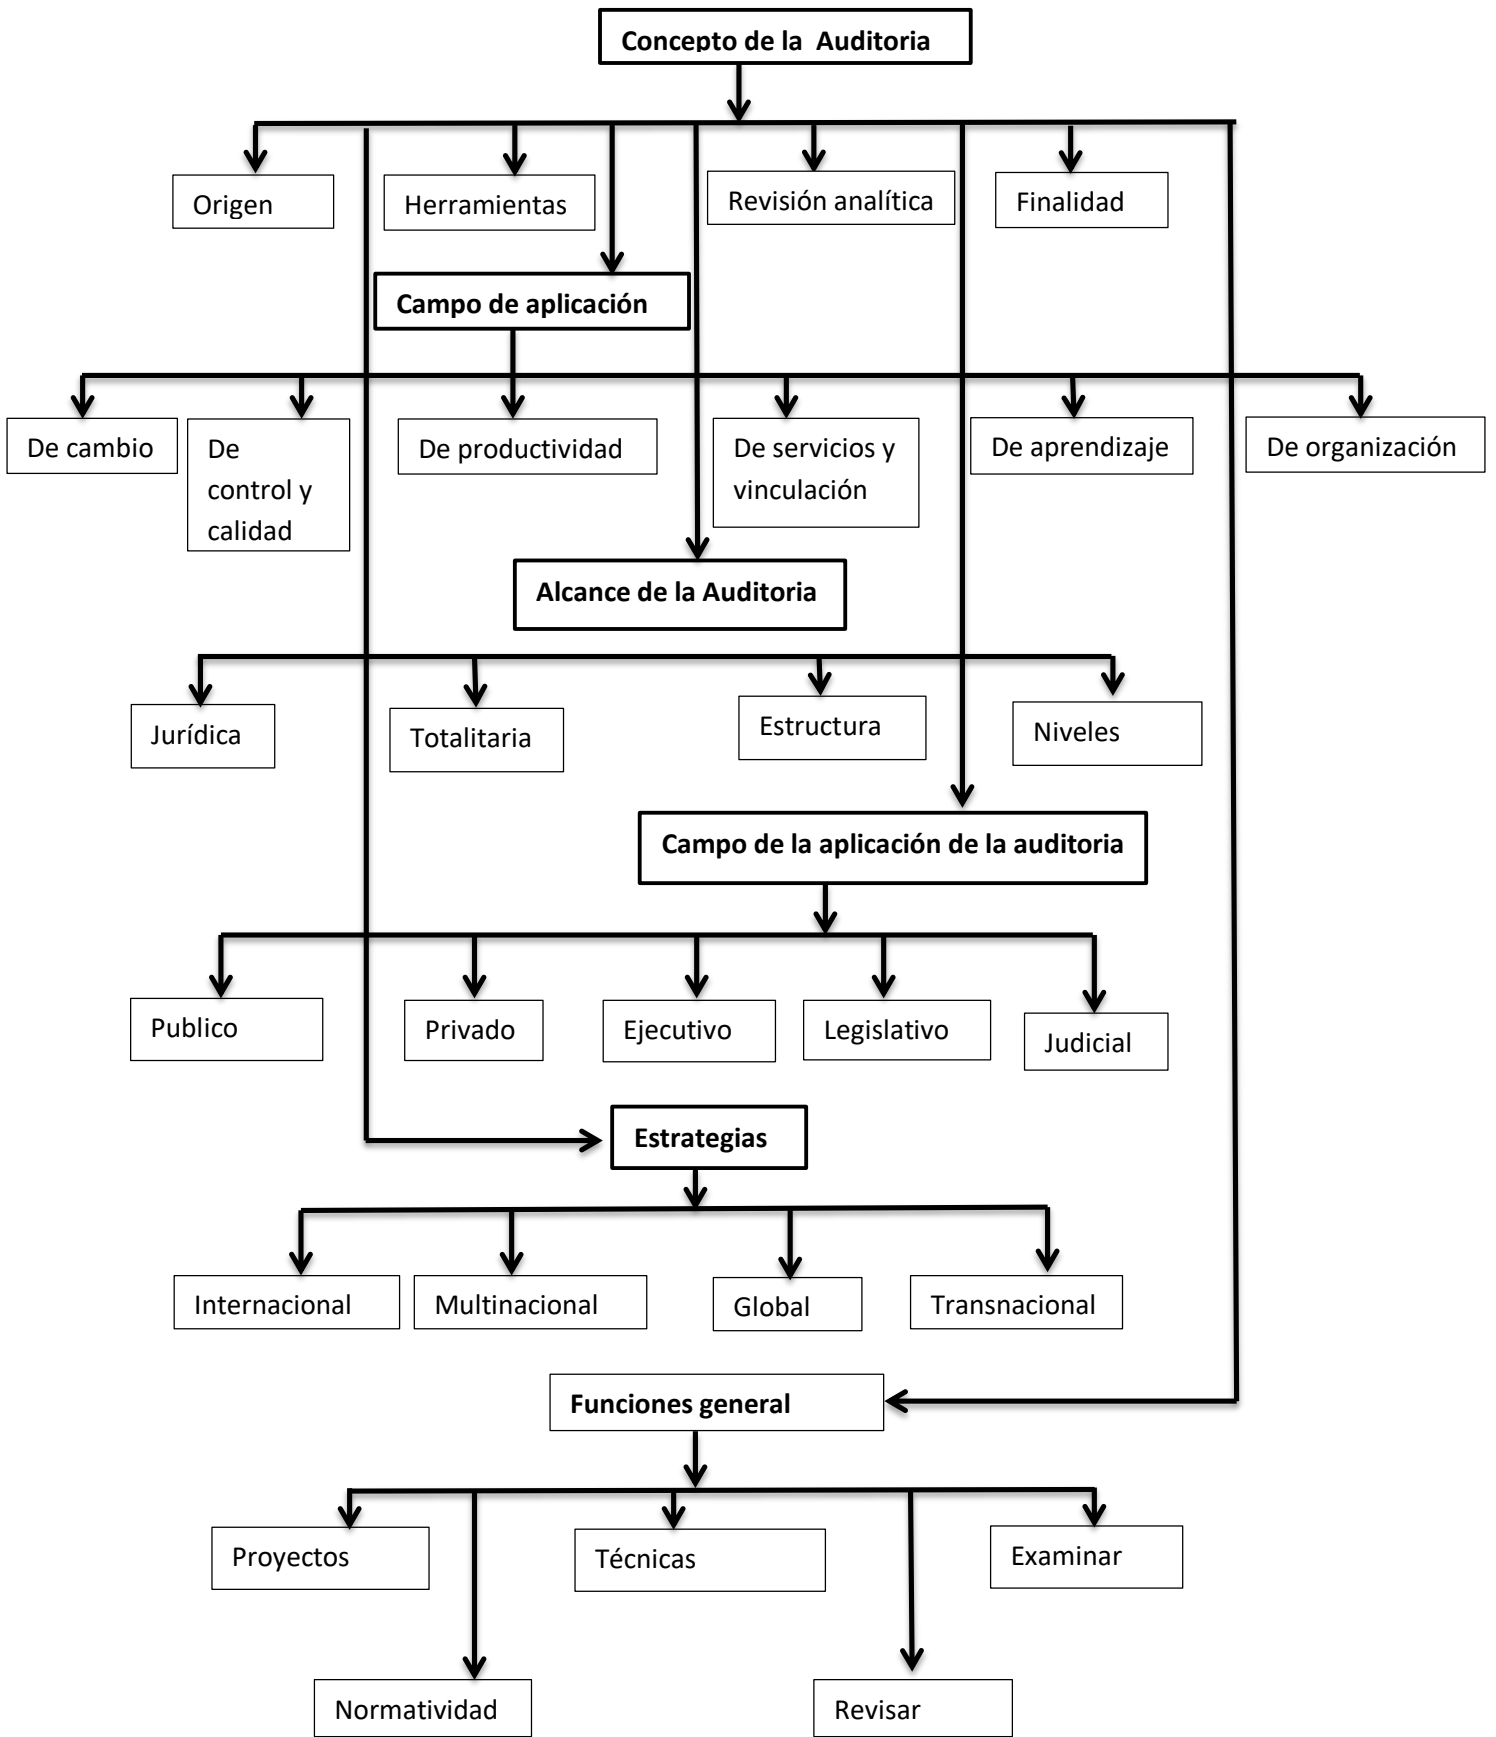 Concepto de la  Auditoria
Origen
Herramientas
Revisión analítica
Finalidad
Campo de aplicación
De cambio
De
control y
calidad
De productividad
De servicios y
vinculación
De aprendizaje
De organización
Alcance de la Auditoria
Jurídica
Totalitaria
Estructura
Niveles
Campo de la aplicación de la auditoria
Publico
Privado
Ejecutivo
Legislativo
Judicial
Estrategias
Internacional
Multinacional
Global
Transnacional
Funciones general
Proyectos
Técnicas
Examinar
Normatividad
Revisar